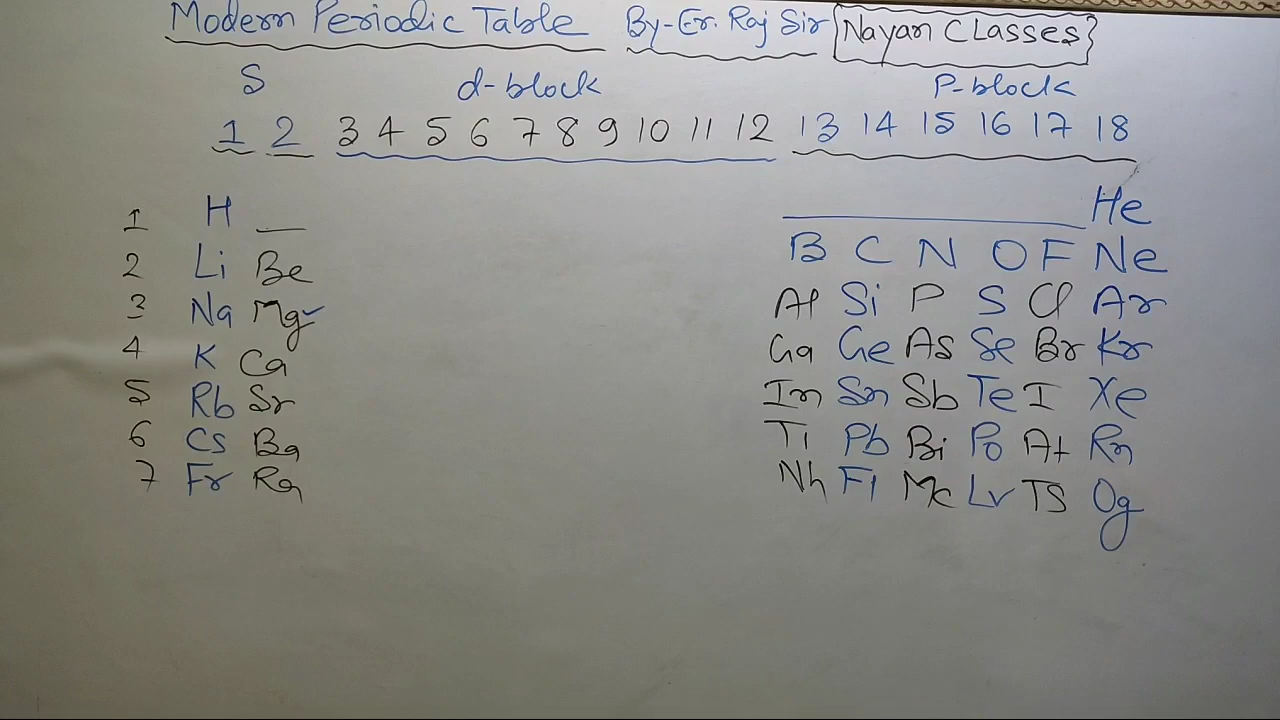 Modern Periodic Table By-Er. Raj Sir Nayan Classes
S d-block P-block
1 2 3 4 5 6 7 8 9 10 11 12 13 14 15 16 17 18
1 H He
2 Li Be B C N O F Ne
3 Na Mg Al Si P S Cl Ar
4 K Ca Ga Ge As Se Br Kr
5 Rb Sr In Sn Sb Te I Xe
6 Cs Ba Tl Pb Bi Po At Rn
7 Fr Ra Nh Fl Mc Lv TS Og